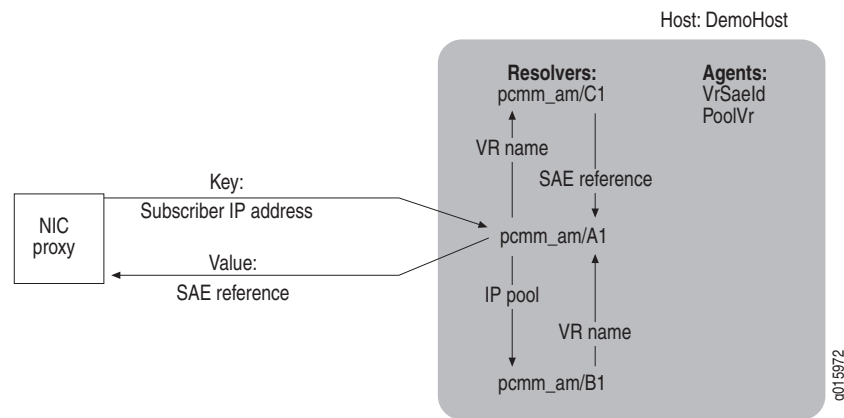 Host: DemoHost
Resolvers:
pcmm_am/C1
Agents:
VrSaeId
PoolVr
VR name
SAE reference
Key:
Subscriber IP address
NIC
proxy
pcmm_am/A1
Value:
SAE reference
IP pool
VR name
pcmm_am/B1
g015972